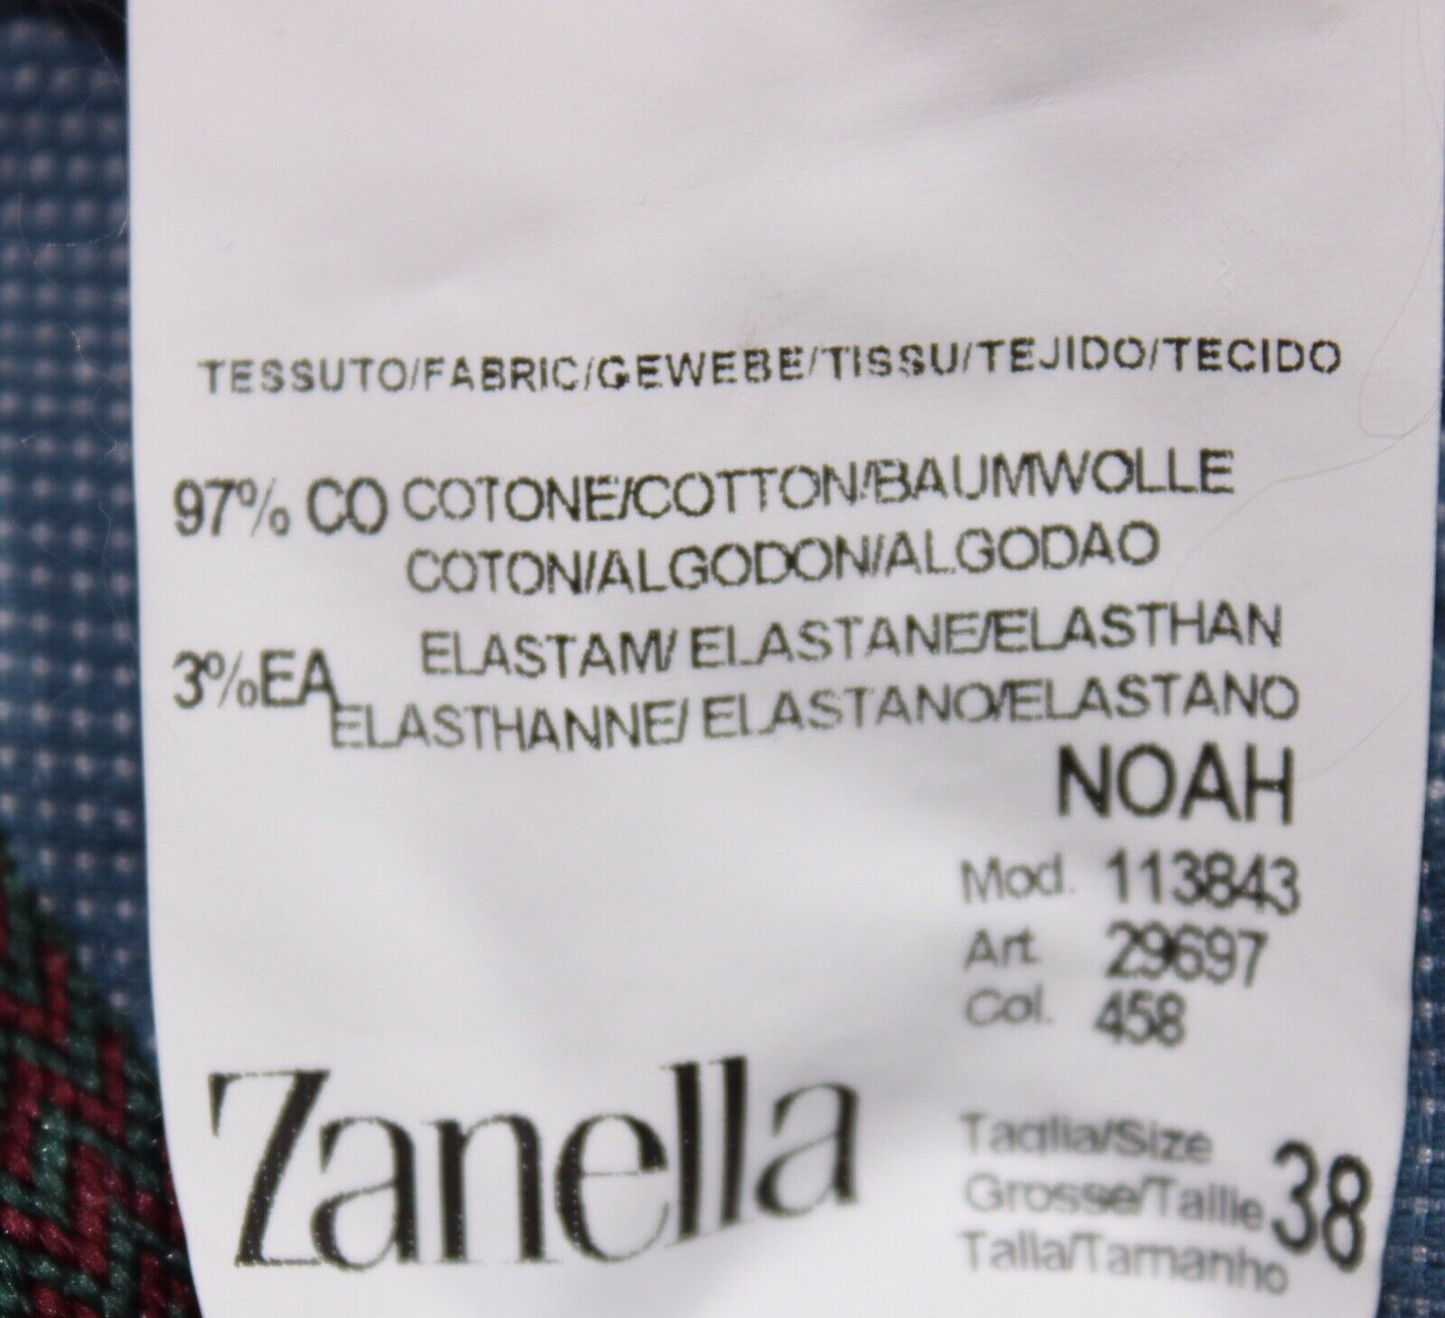 TESSUTO/FABRIC/GEWEBE/TISSU/TEJIDO/TECIDO
97% CO COTONE/COTTON/BAUMWOLLE
COTON/ALGODON/ALGODAO
3%EA ELASTAM/ ELASTANE/ELASTHAN
ELASTHANNE/ ELASTANO/ELASTANO
NOAH
Mod. 113843
Art. 29697
Col. 458
Zanella
Taglia/Size
Grosse/Taille 38
Talla/Tamanho